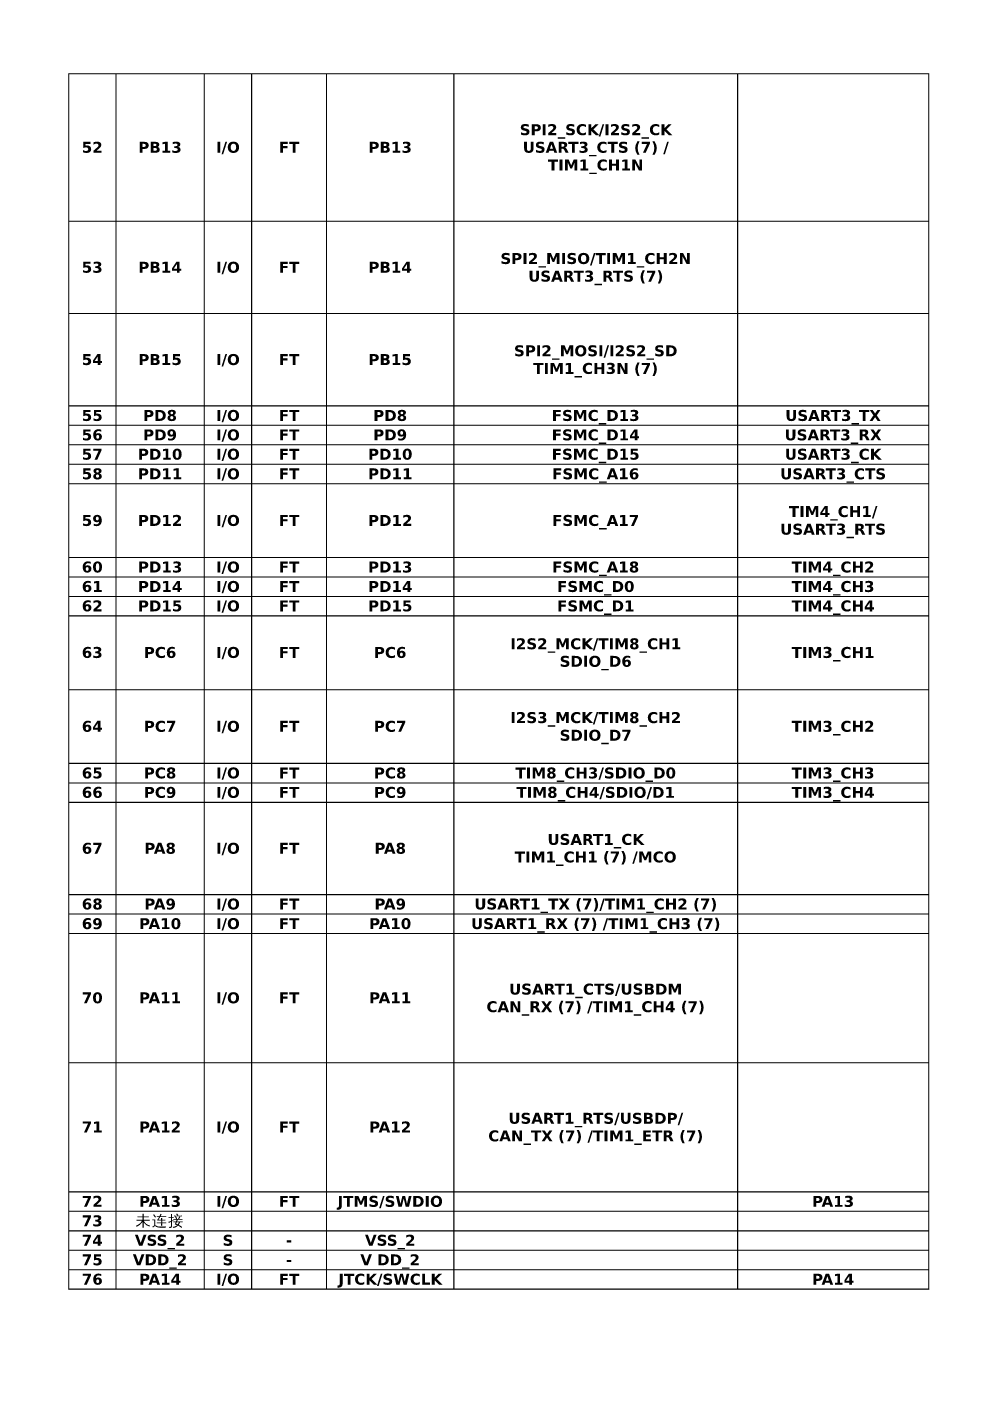 52 PB13 I/O FT PB13 SPI2_SCK/I2S2_CK
USART3_CTS (7) /
TIM1_CH1N
53 PB14 I/O FT PB14 SPI2_MISO/TIM1_CH2N
USART3_RTS (7)
54 PB15 I/O FT PB15 SPI2_MOSI/I2S2_SD
TIM1_CH3N (7)
55 PD8 I/O FT PD8 FSMC_D13 USART3_TX
56 PD9 I/O FT PD9 FSMC_D14 USART3_RX
57 PD10 I/O FT PD10 FSMC_D15 USART3_CK
58 PD11 I/O FT PD11 FSMC_A16 USART3_CTS
59 PD12 I/O FT PD12 FSMC_A17 TIM4_CH1/
USART3_RTS
60 PD13 I/O FT PD13 FSMC_A18 TIM4_CH2
61 PD14 I/O FT PD14 FSMC_D0 TIM4_CH3
62 PD15 I/O FT PD15 FSMC_D1 TIM4_CH4
63 PC6 I/O FT PC6 I2S2_MCK/TIM8_CH1
SDIO_D6 TIM3_CH1
64 PC7 I/O FT PC7 I2S3_MCK/TIM8_CH2
SDIO_D7 TIM3_CH2
65 PC8 I/O FT PC8 TIM8_CH3/SDIO_D0 TIM3_CH3
66 PC9 I/O FT PC9 TIM8_CH4/SDIO/D1 TIM3_CH4
67 PA8 I/O FT PA8 USART1_CK
TIM1_CH1 (7) /MCO
68 PA9 I/O FT PA9 USART1_TX (7)/TIM1_CH2 (7)
69 PA10 I/O FT PA10 USART1_RX (7) /TIM1_CH3 (7)
70 PA11 I/O FT PA11 USART1_CTS/USBDM
CAN_RX (7) /TIM1_CH4 (7)
71 PA12 I/O FT PA12 USART1_RTS/USBDP/
CAN_TX (7) /TIM1_ETR (7)
72 PA13 I/O FT JTMS/SWDIO PA13
73 未连接
74 VSS_2 S - VSS_2
75 VDD_2 S - V DD_2
76 PA14 I/O FT JTCK/SWCLK PA14